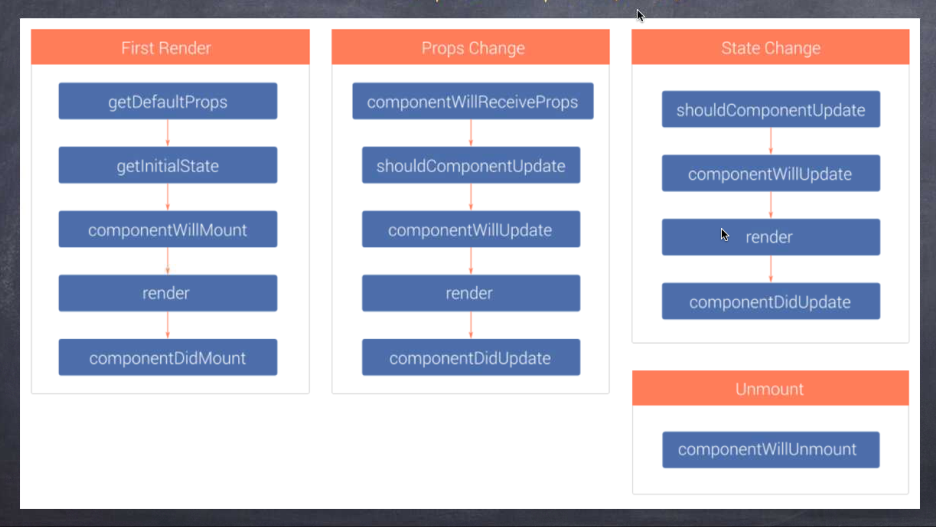 First Render
getDefaultProps
getInitialState
componentWillMount
render
componentDidMount
Props Change
componentWillReceiveProps
shouldComponentUpdate
componentWillUpdate
render
componentDidUpdate
State Change
shouldComponentUpdate
componentWillUpdate
render
componentDidUpdate
Unmount
componentWillUnmount